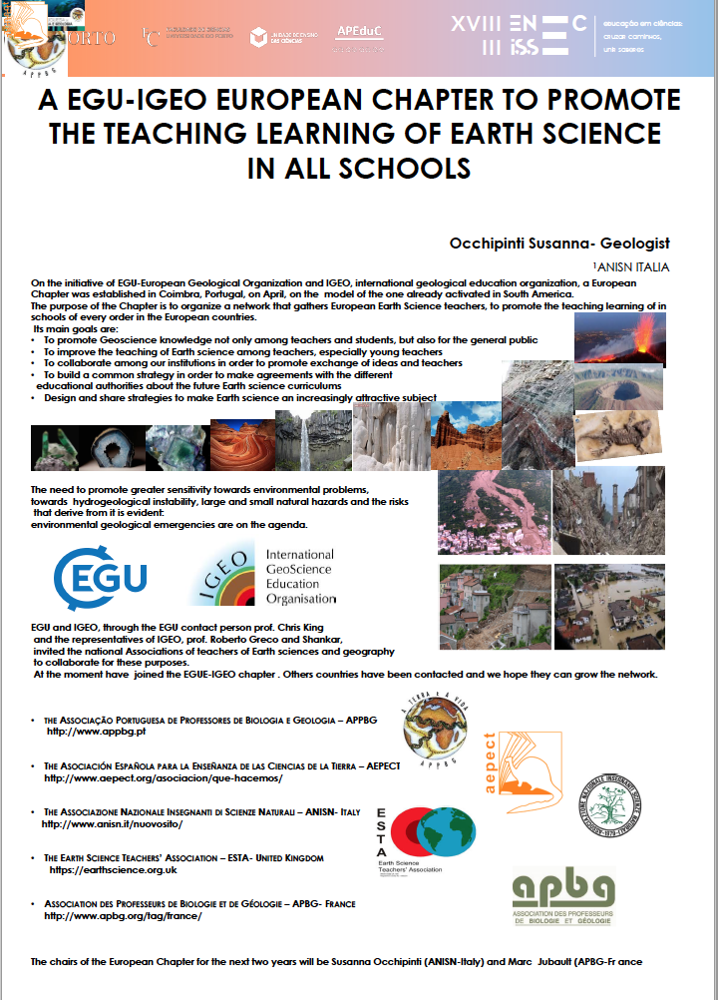 PORTO
FC
FACULDADE DE CIÊNCIAS
UNIVERSIDADE DO PORTO
UNIDADE DE ENSINO
DAS CIÊNCIAS
APEduC
XVIII ENEC
III iSSE
educação em ciências:
cruzar caminhos,
unir saberes
APPBG
A EGU-IGEO EUROPEAN CHAPTER TO PROMOTE
THE TEACHING LEARNING OF EARTH SCIENCE
IN ALL SCHOOLS
Occhipinti Susanna- Geologist
¹ANISN ITALIA
On the initiative of EGU-European Geological Organization and IGEO, international geological education organization, a European
Chapter was established in Coimbra, Portugal, on April, on the model of the one already activated in South America.
The purpose of the Chapter is to organize a network that gathers European Earth Science teachers, to promote the teaching learning of in
schools of every order in the European countries.
Its main goals are:
• To promote Geoscience knowledge not only among teachers and students, but also for the general public
• To improve the teaching of Earth science among teachers, especially young teachers
• To collaborate among our institutions in order to promote exchange of ideas and teachers
• To build a common strategy in order to make agreements with the different
educational authorities about the future Earth science curriculums
• Design and share strategies to make Earth science an increasingly attractive subject
The need to promote greater sensitivity towards environmental problems,
towards hydrogeological instability, large and small natural hazards and the risks
that derive from it is evident:
environmental geological emergencies are on the agenda.
EGU
IGEO
International
GeoScience
Education
Organisation
EGU and IGEO, through the EGU contact person prof. Chris King
and the representatives of IGEO, prof. Roberto Greco and Shankar,
invited the national Associations of teachers of Earth sciences and geography
to collaborate for these purposes.
At the moment have joined the EGUE-IGEO chapter . Others countries have been contacted and we hope they can grow the network.
• THE ASSOCIAÇÃO PORTUGUESA DE PROFESSORES DE BIOLOGIA E GEOLOGIA – APPBG
http://www.appbg.pt
A TERRA e A VIDA
APPBG
• THE ASOCIACIÓN ESPAÑOLA PARA LA ENSEÑANZA DE LAS CIENCIAS DE LA TIERRA – AEPECT
http://www.aepect.org/asociacion/que-hacemos/
aepect
• THE ASSOCIAZIONE NAZIONALE INSEGNANTI DI SCIENZE NATURALI – ANISN- ITALY
http://www.anisn.it/nuovosito/
ASSOCIAZIONE NAZIONALE INSEGNANTI SCIENZE NATURALI
ESTA
Earth Science
Teachers' Association
• THE EARTH SCIENCE TEACHERS' ASSOCIATION – ESTA- UNITED KINGDOM
https://earthscience.org.uk
• ASSOCIATION DES PROFESSEURS DE BIOLOGIE ET DE GÉOLOGIE – APBG- FRANCE
http://www.apbg.org/tag/france/
apbg
ASSOCIATION DES PROFESSEURS
DE BIOLOGIE ET GÉOLOGIE
The chairs of the European Chapter for the next two years will be Susanna Occhipinti (ANISN-Italy) and Marc Jubault (APBG-Fr ance